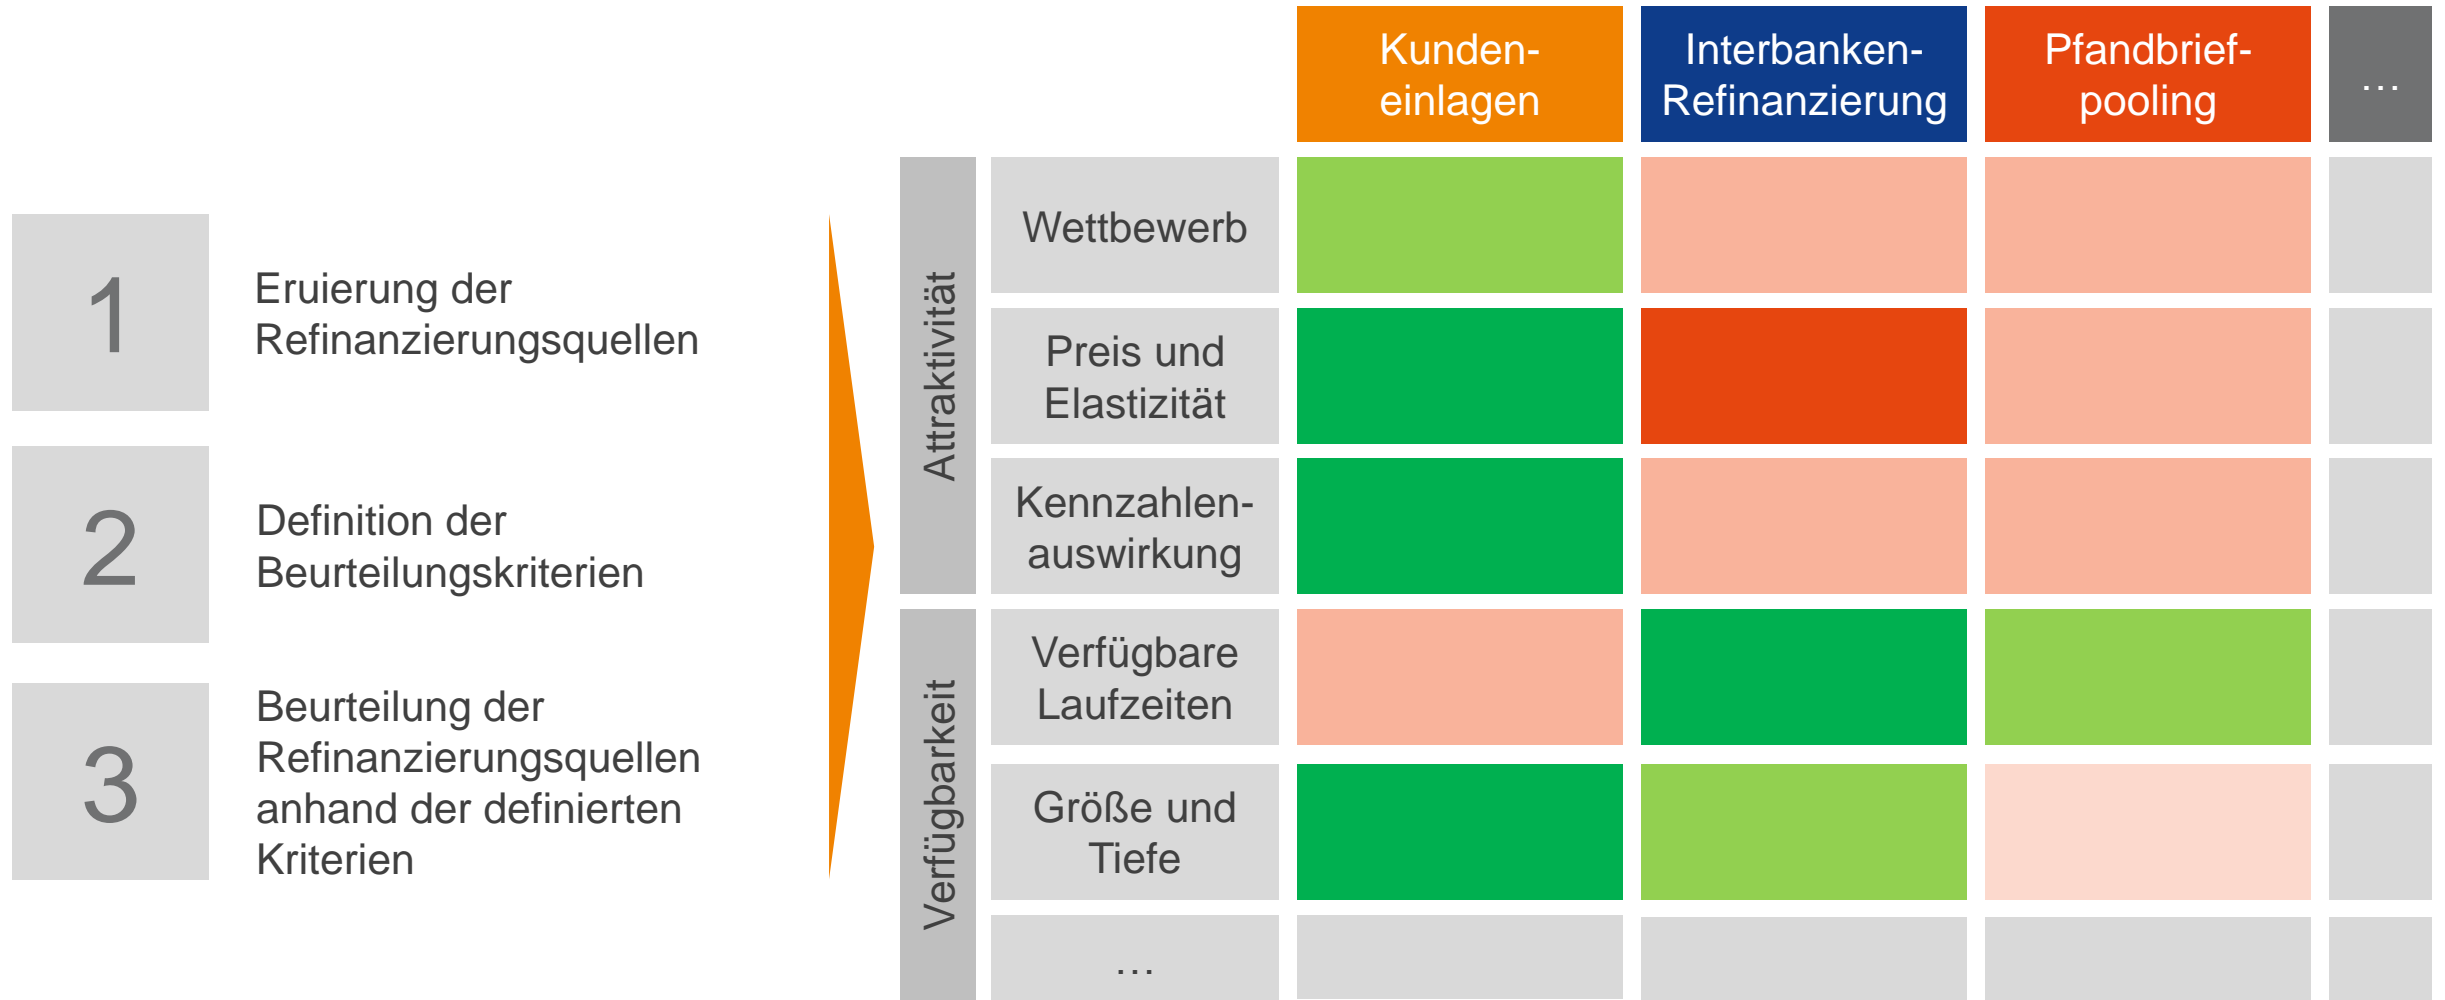 Kunden-
einlagen
Interbanken-
Refinanzierung
Pfandbrief-
pooling
...
1
Eruierung der
Refinanzierungsquellen
2
Definition der
Beurteilungskriterien
3
Beurteilung der
Refinanzierungsquellen
anhand der definierten
Kriterien
Attraktivität
Wettbewerb
Preis und
Elastizität
Kennzahlen-
auswirkung
Verfügbarkeit
Verfügbare
Laufzeiten
Größe und
Tiefe
...